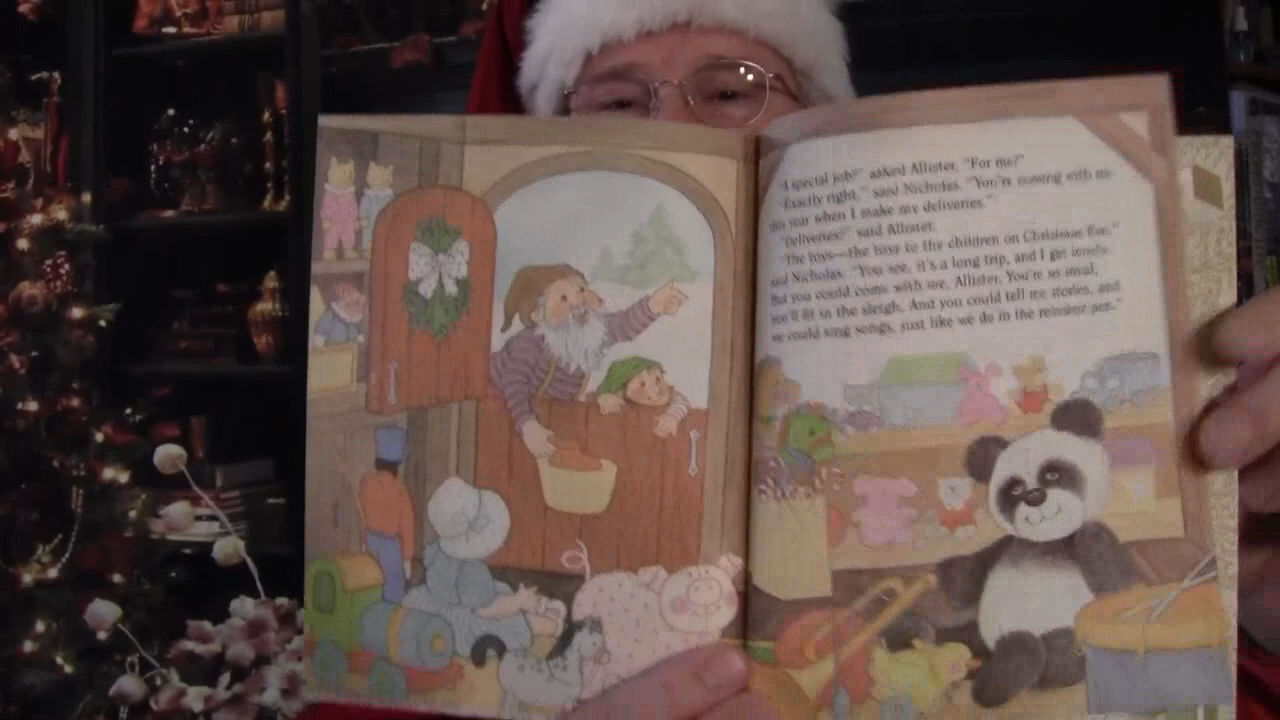 "A special job?" asked Allister. "For me?"
"Exactly right," said Nicholas. "You're coming with me
this year when I make my deliveries."
"Deliveries?" said Allister.
"The toys—the toys to the children on Christmas Eve,"
said Nicholas. "You see, it's a long trip, and I get lonely.
But you could come with me, Allister. You're so small,
you'll fit in the sleigh. And you could tell me stories, and
we could sing songs, just like we do in the reindeer pen."